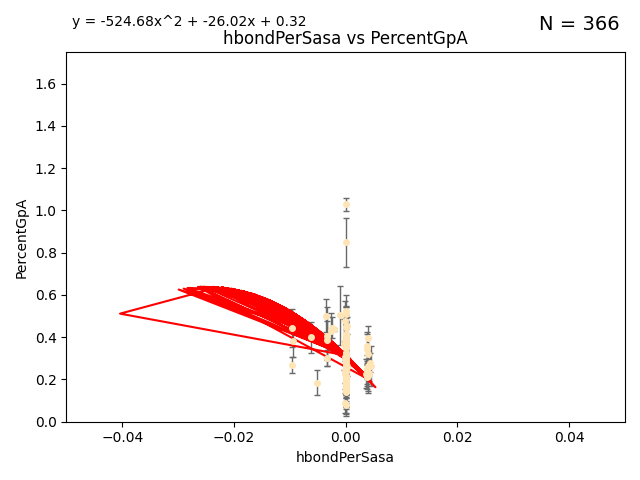 y = -524.68x^2 + -26.02x + 0.32
N = 366
hbondPerSasa vs PercentGpA
PercentGpA
1.6
1.4
1.2
1.0
0.8
0.6
0.4
0.2
0.0
−0.04 −0.02 0.00 0.02 0.04
hbondPerSasa